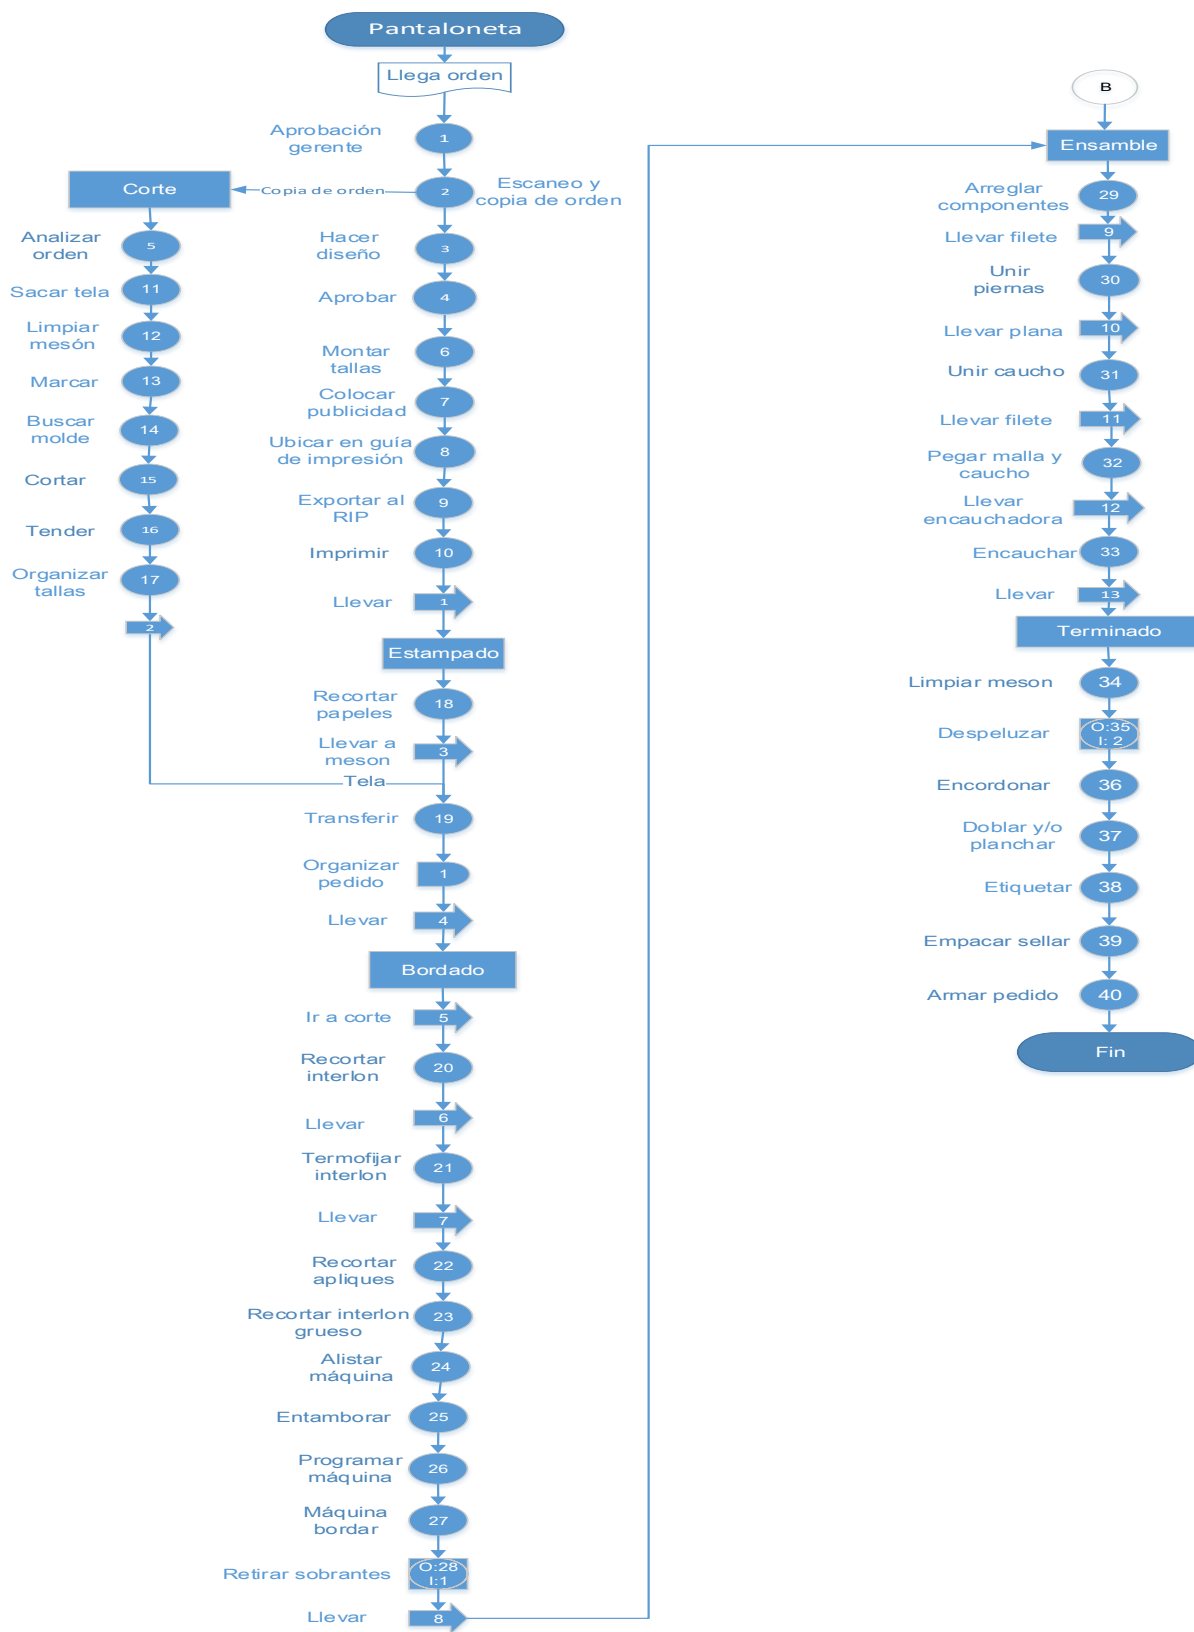 Pantaloneta
Llega orden
Aprobación
gerente
1
Corte
Copia de orden
2
Escaneo y
copia de orden
Analizar
orden
5
Sacar tela
11
Limpiar
mesón
12
Marcar
13
Buscar
molde
14
Cortar
15
Tender
16
Organizar
tallas
17
2
Hacer
diseño
3
Aprobar
4
Montar
tallas
6
Colocar
publicidad
7
Ubicar en guía
de impresión
8
Exportar al
RIP
9
Imprimir
10
Llevar
1
Estampado
Recortar
papeles
18
Llevar a
meson
3
Tela
Transferir
19
Organizar
pedido
1
Llevar
4
Bordado
Ir a corte
5
Recortar
interlon
20
Llevar
6
Termofijar
interlon
21
Llevar
7
Recortar
apliques
22
Recortar interlon
grueso
23
Alistar
máquina
24
Entamborar
25
Programar
máquina
26
Máquina
bordar
27
Retirar sobrantes
O:28
I:1
Llevar
8
B
Ensamble
Arreglar
componentes
29
Llevar filete
9
Unir
piernas
30
Llevar plana
10
Unir caucho
31
Llevar filete
11
Pegar malla y
caucho
32
Llevar
encauchadora
12
Encauchar
33
Llevar
13
Terminado
Limpiar meson
34
Despeluzar
O:35
I: 2
Encordonar
36
Doblar y/o
planchar
37
Etiquetar
38
Empacar sellar
39
Armar pedido
40
Fin